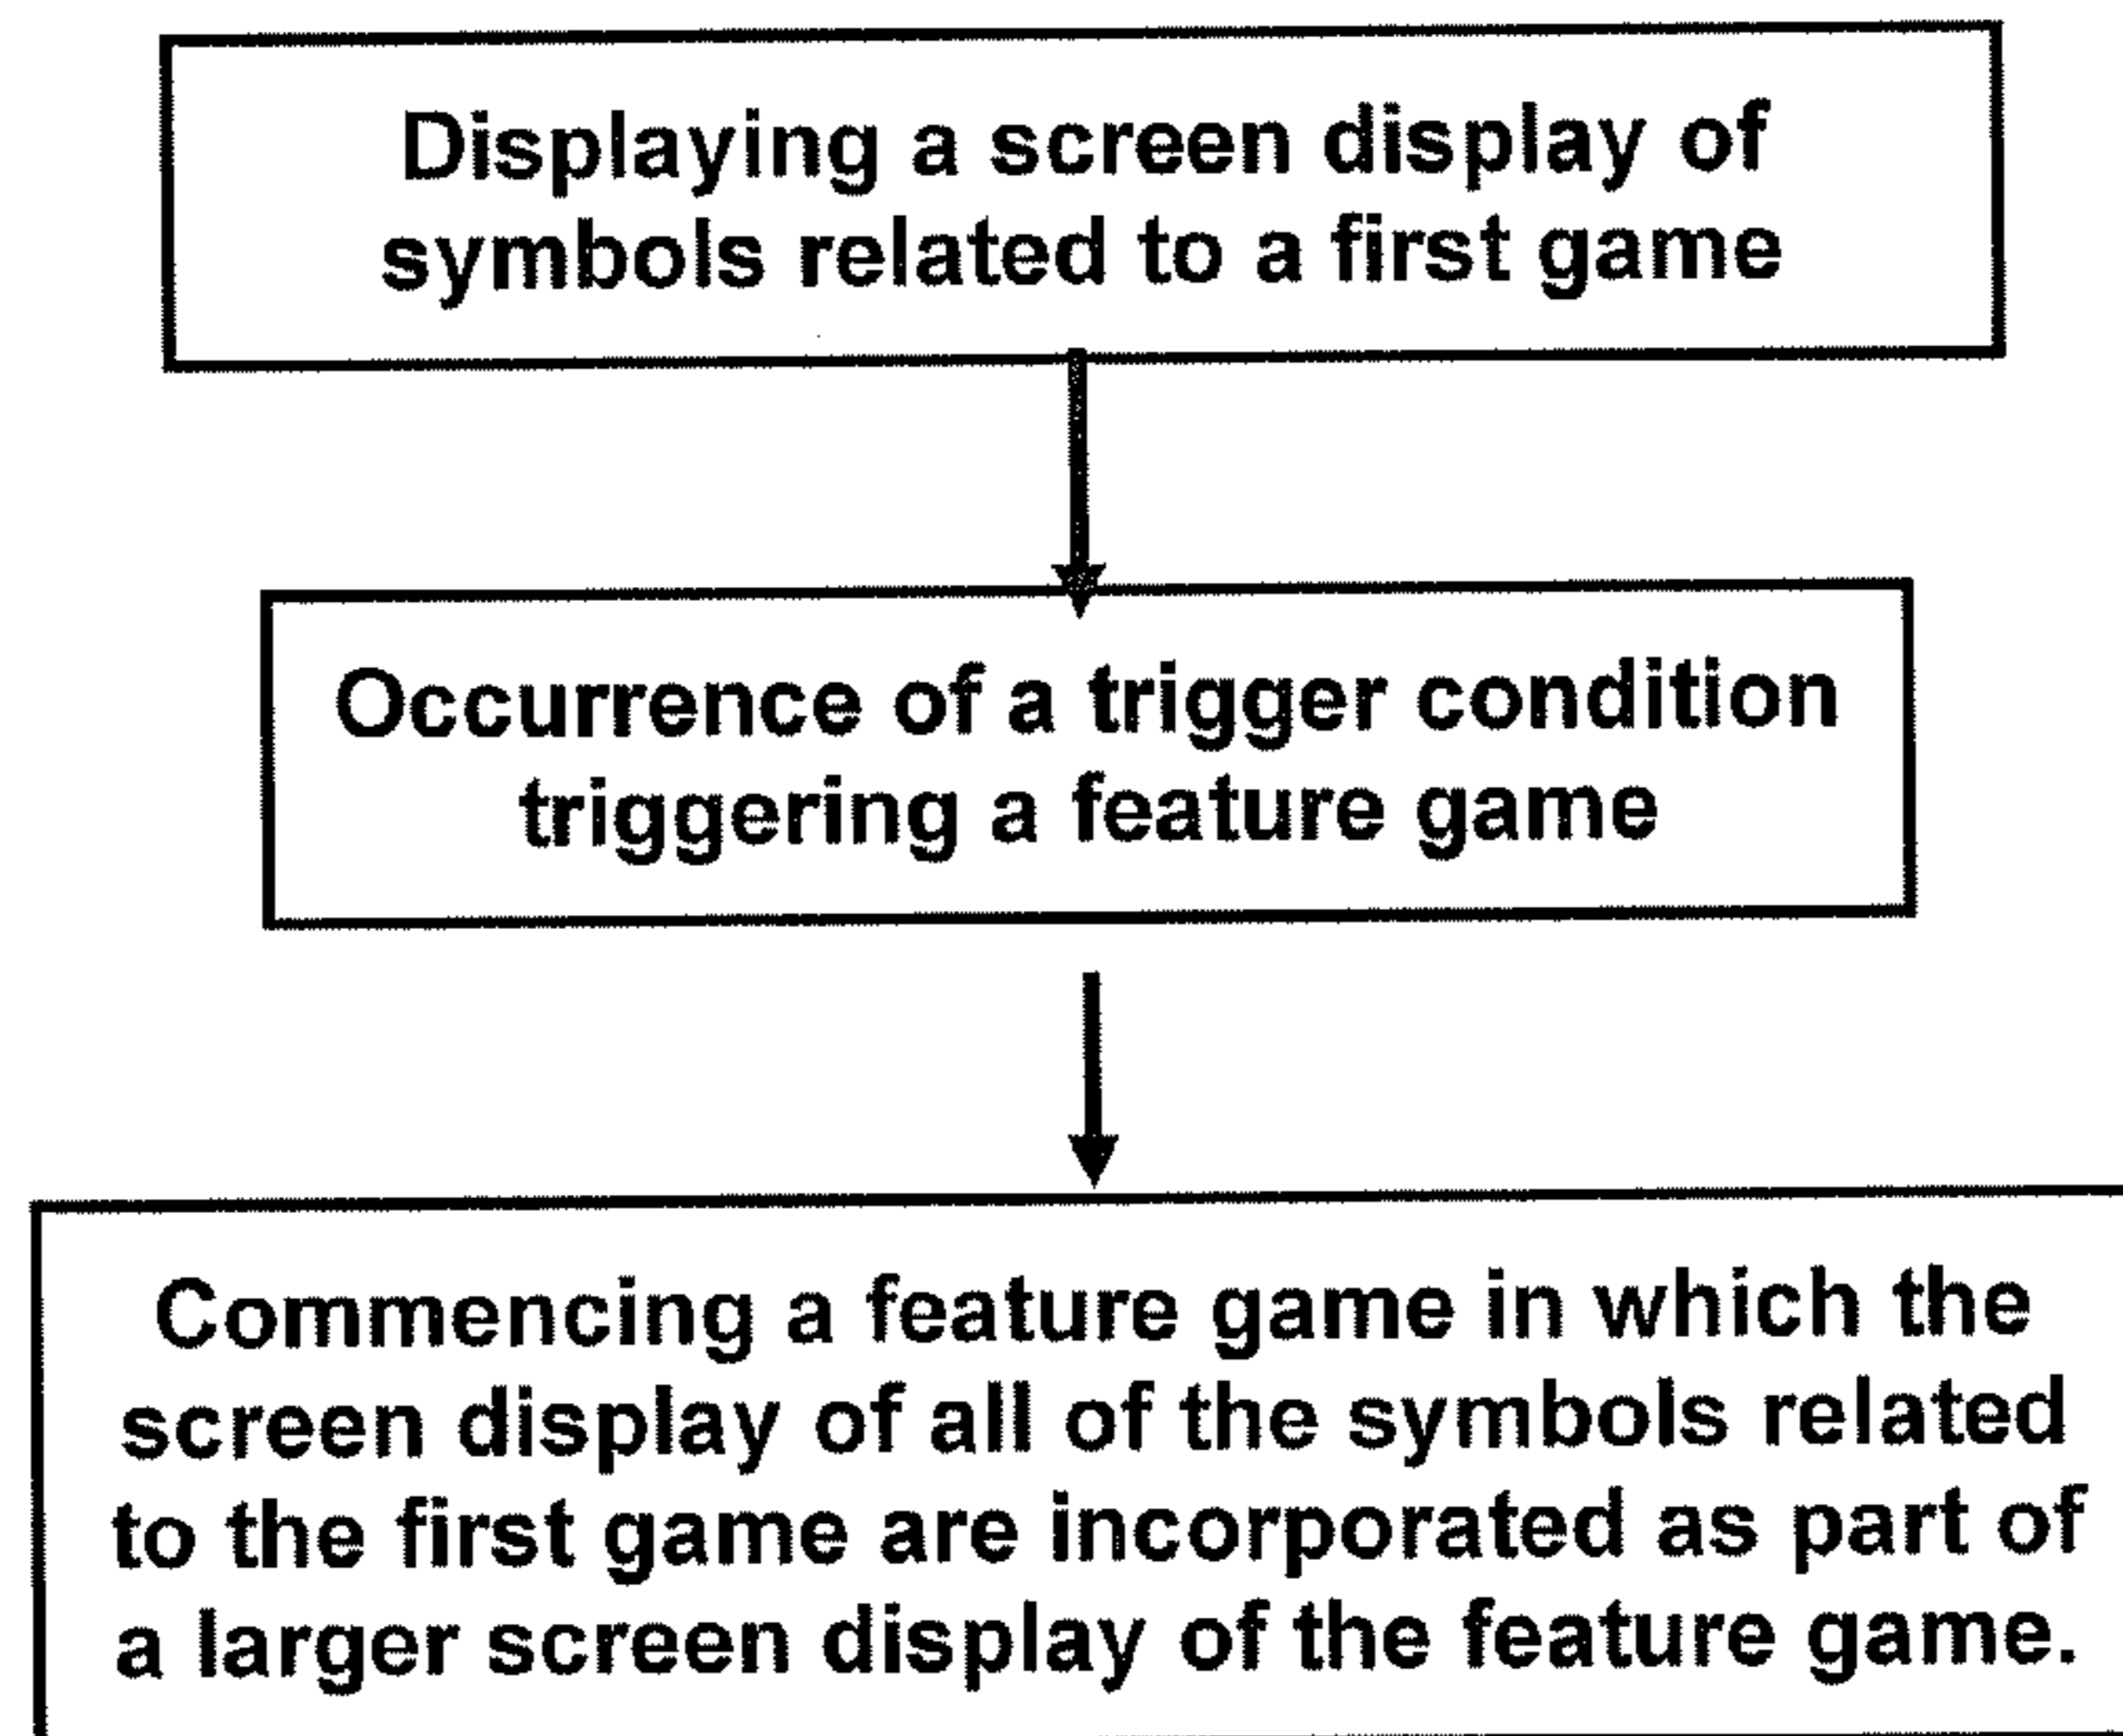 Displaying a screen display of
symbols related to a first game
Occurrence of a trigger condition
triggering a feature game
Commencing a feature game in which the
screen display of all of the symbols related
to the first game are incorporated as part of
a larger screen display of the feature game.